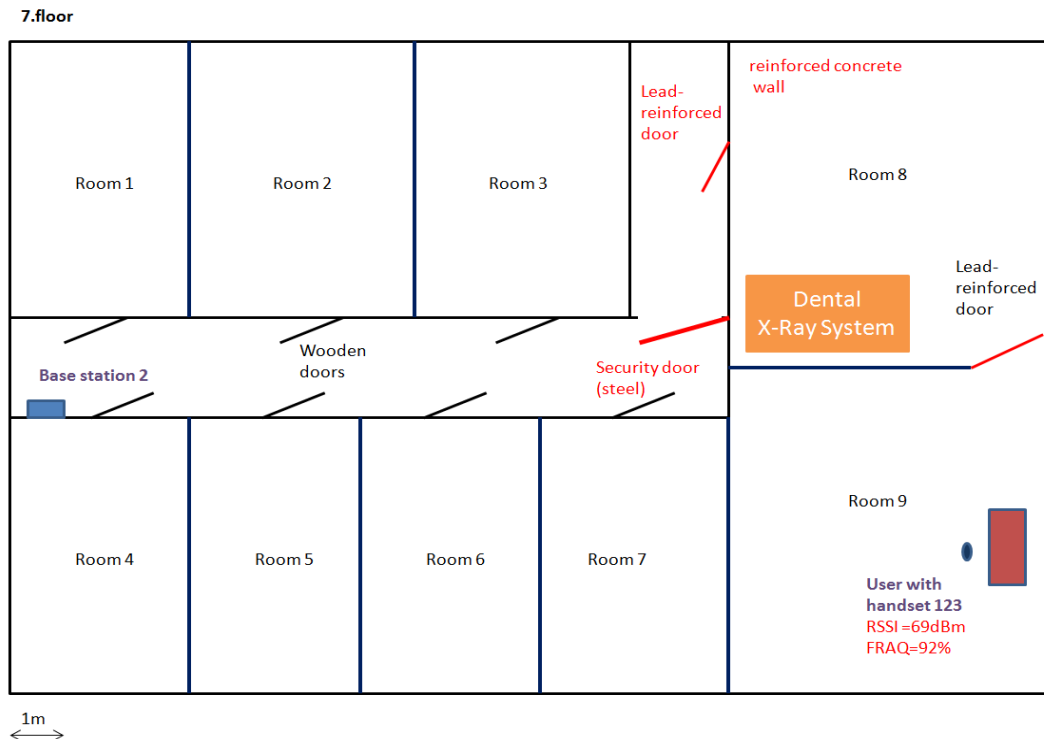 7.floor
reinforced concrete
wall
Lead-
reinforced
door
Room 1
Room 2
Room 3
Room 8
Lead-
reinforced
door
Dental
X-Ray System
Wooden
doors
Security door
(steel)
Base station 2
Room 9
Room 4
Room 5
Room 6
Room 7
User with
handset 123
RSSI =69dBm
FRAQ=92%
1m